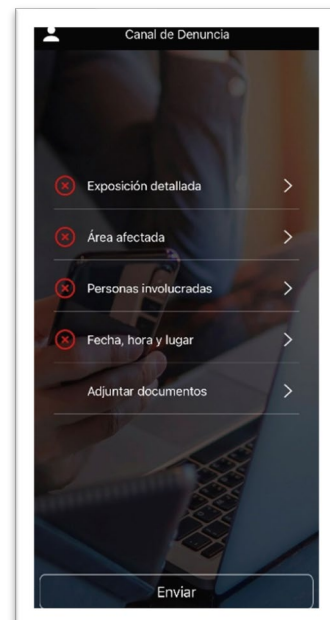 Canal de Denuncia
Exposición detallada
Área afectada
Personas involucradas
Fecha, hora y lugar
Adjuntar documentos
Enviar